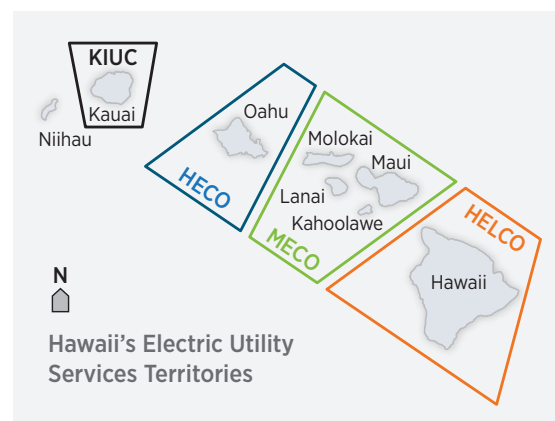 KIUC
Kauai
Niihau
Oahu
HECO
Molokai
Maui
Lanai
Kahoolawe
MECO
HELCO
Hawaii
N
Hawaii's Electric Utility
Services Territories